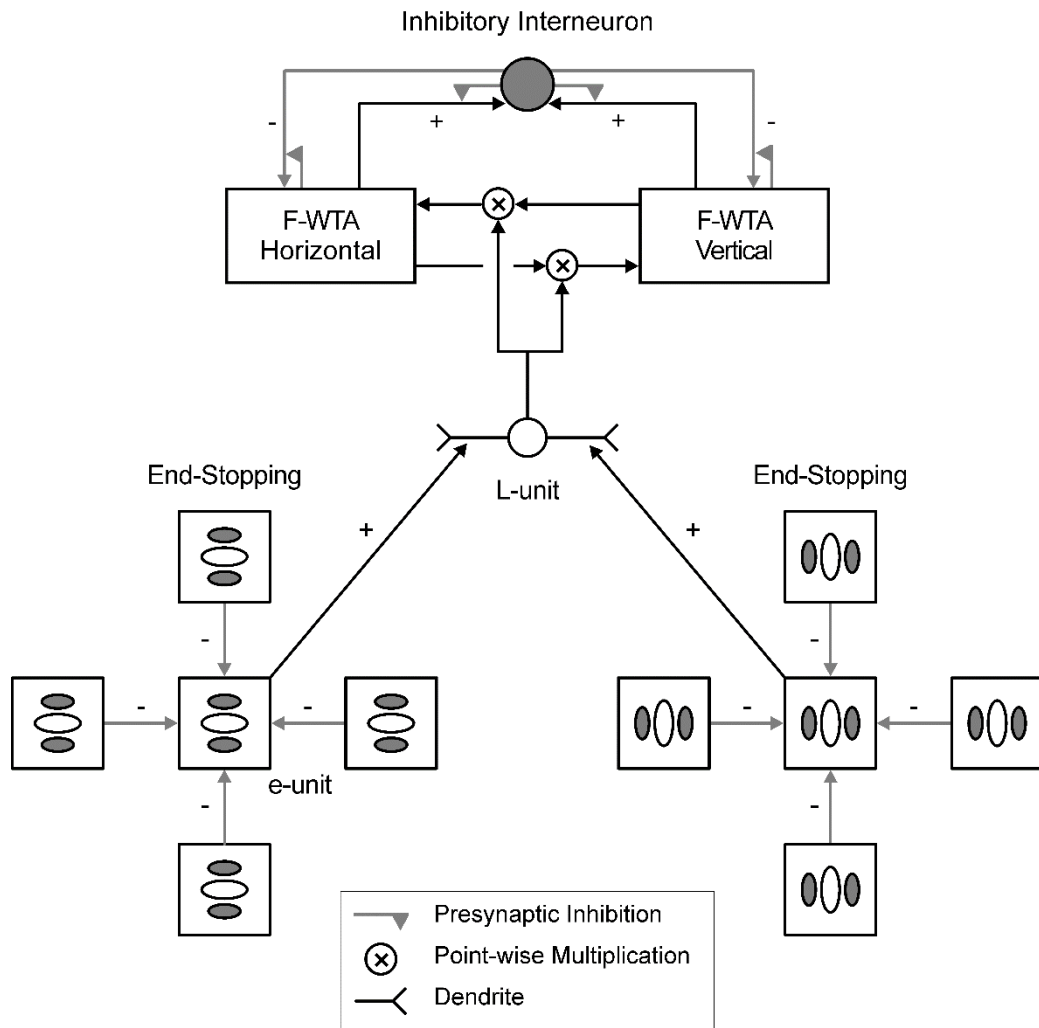 Inhibitory Interneuron
- + + -
F-WTA
Horizontal
F-WTA
Vertical
End-Stopping
L-unit
End-Stopping
+ +
- -
- - - -
e-unit
- -
Presynaptic Inhibition
Point-wise Multiplication
Dendrite